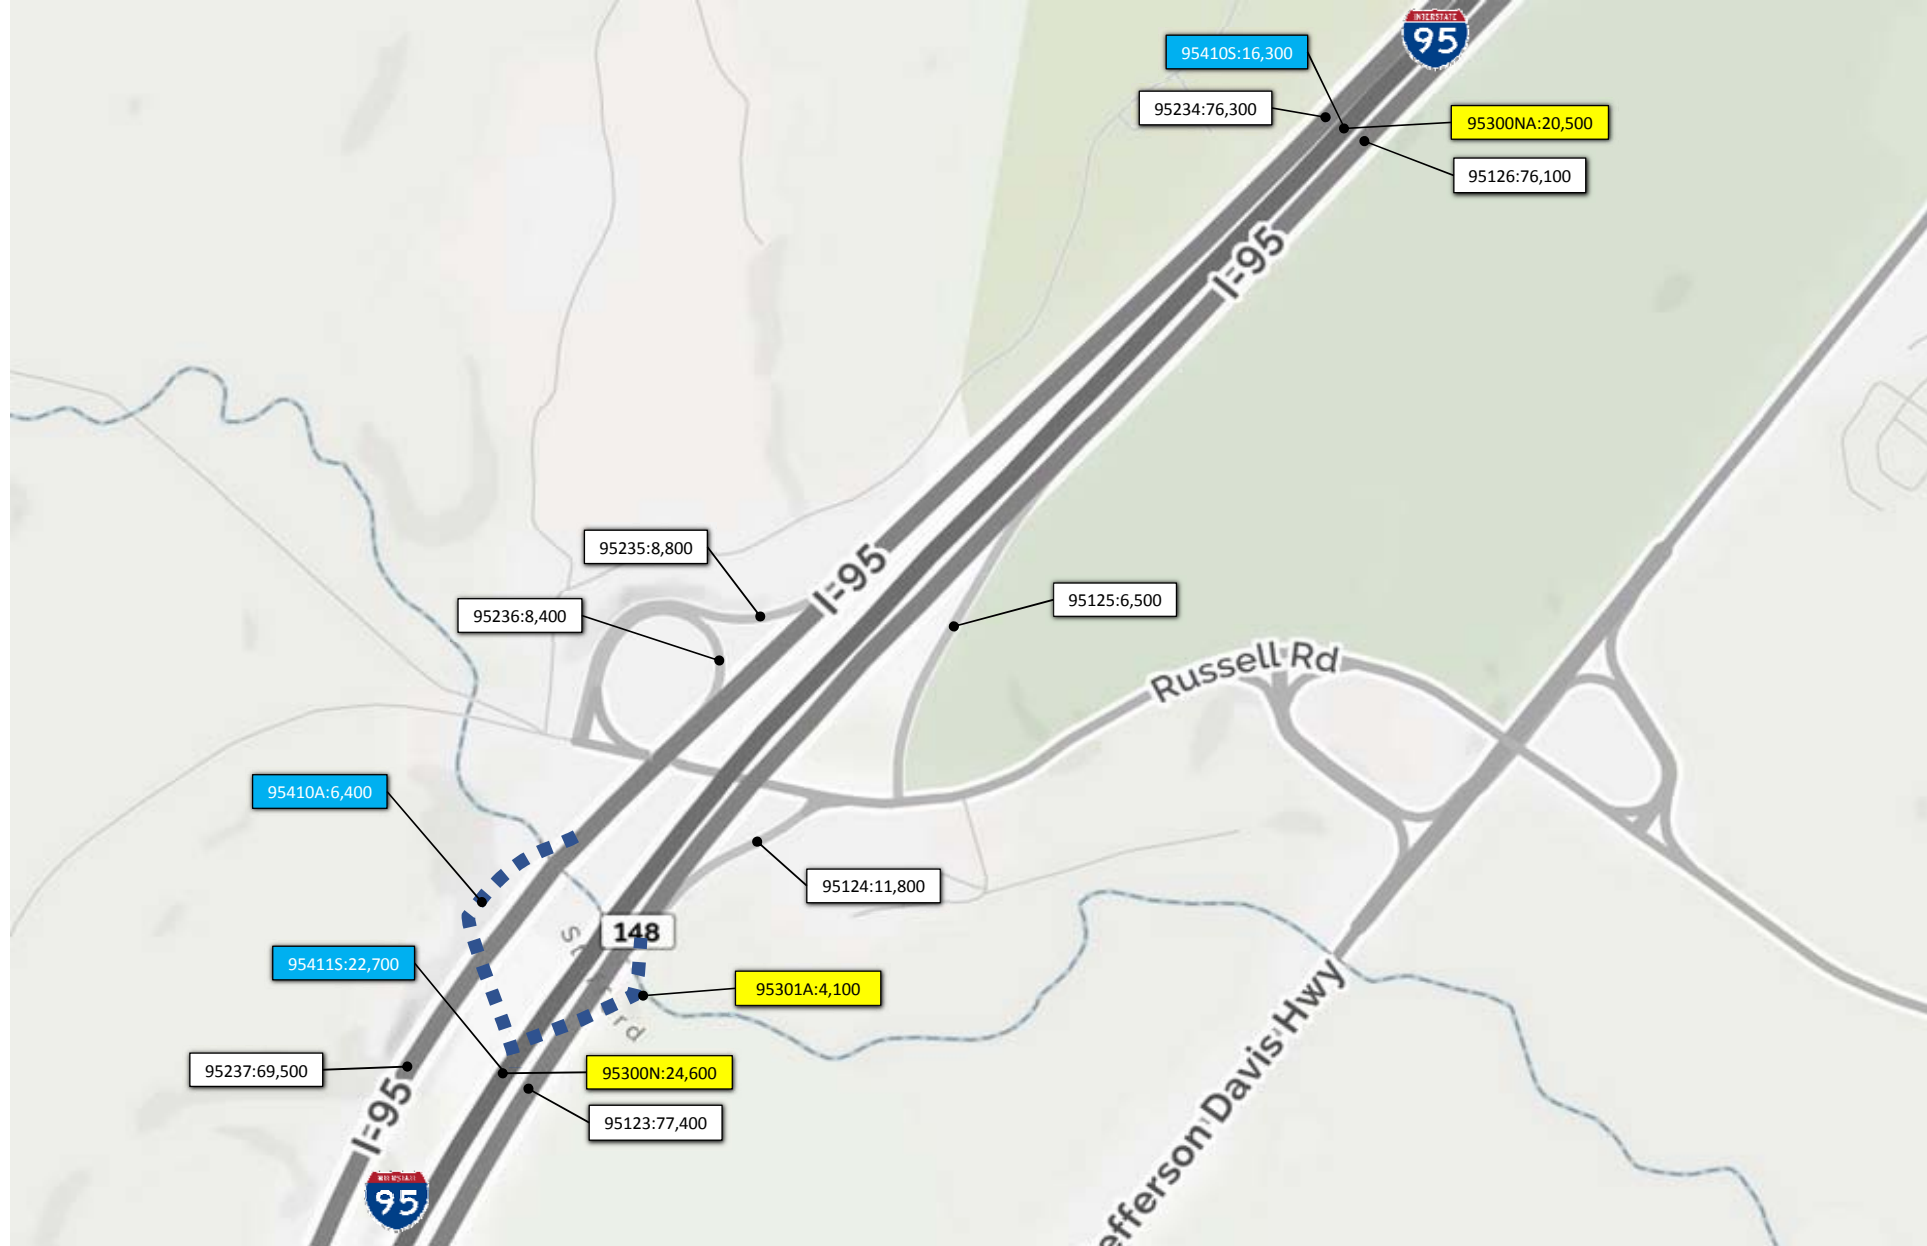 INTERSTATE
95
95410S:16,300
95234:76,300
95300NA:20,500
95126:76,100
I-95
95235:8,800
I-95
95236:8,400
95125:6,500
Russell Rd
95410A:6,400
95124:11,800
148
95411S:22,700
95301A:4,100
95237:69,500
95300N:24,600
I-95
95123:77,400
Jefferson Davis Hwy
INTERSTATE
95